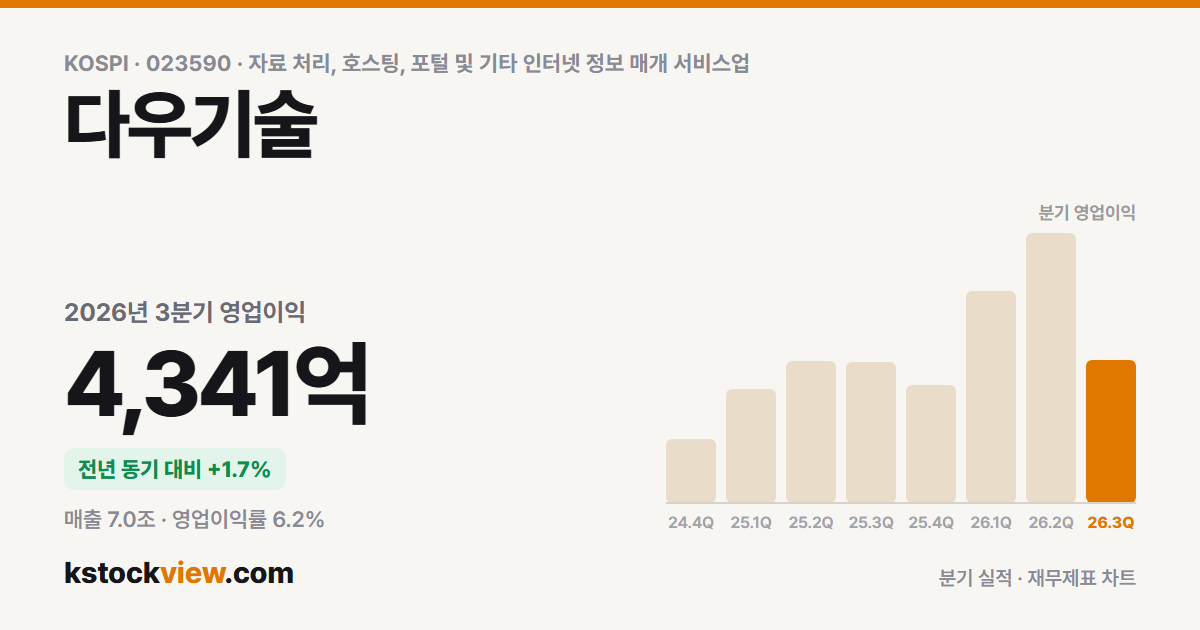 KOSPI · 023590 · 자료 처리, 호스팅, 포털 및 기타 인터넷 정보 매개 서비스업
다우기술
분기 영업이익
2026년 3분기 영업이익
4,341억
전년 동기 대비 +1.7%
매출 7.0조 · 영업이익률 6.2%
24.4Q 25.1Q 25.2Q 25.3Q 25.4Q 26.1Q 26.2Q 26.3Q
kstockview.com
분기 실적 · 재무제표 차트